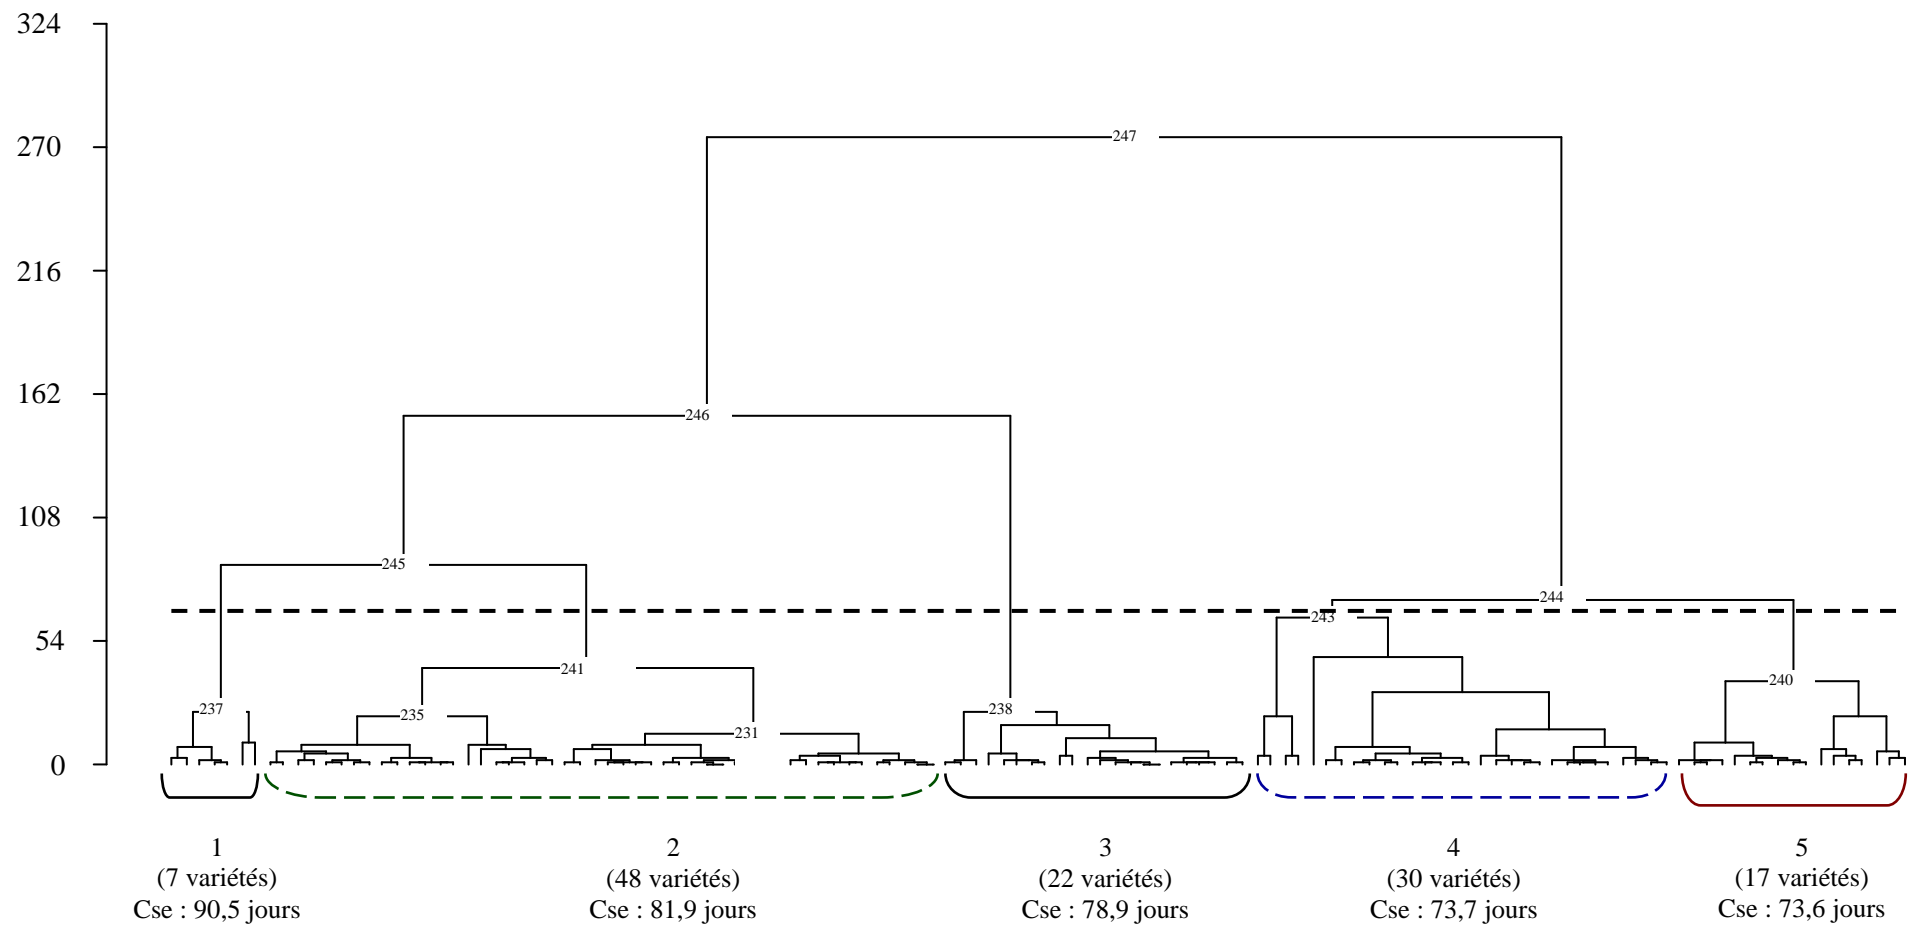 324
270
247
216
162
246
108
245
244
243
54
241
240
237
235
238
231
0
1
(7 variétés)
Cse : 90,5 jours
2
(48 variétés)
Cse : 81,9 jours
3
(22 variétés)
Cse : 78,9 jours
4
(30 variétés)
Cse : 73,7 jours
5
(17 variétés)
Cse : 73,6 jours